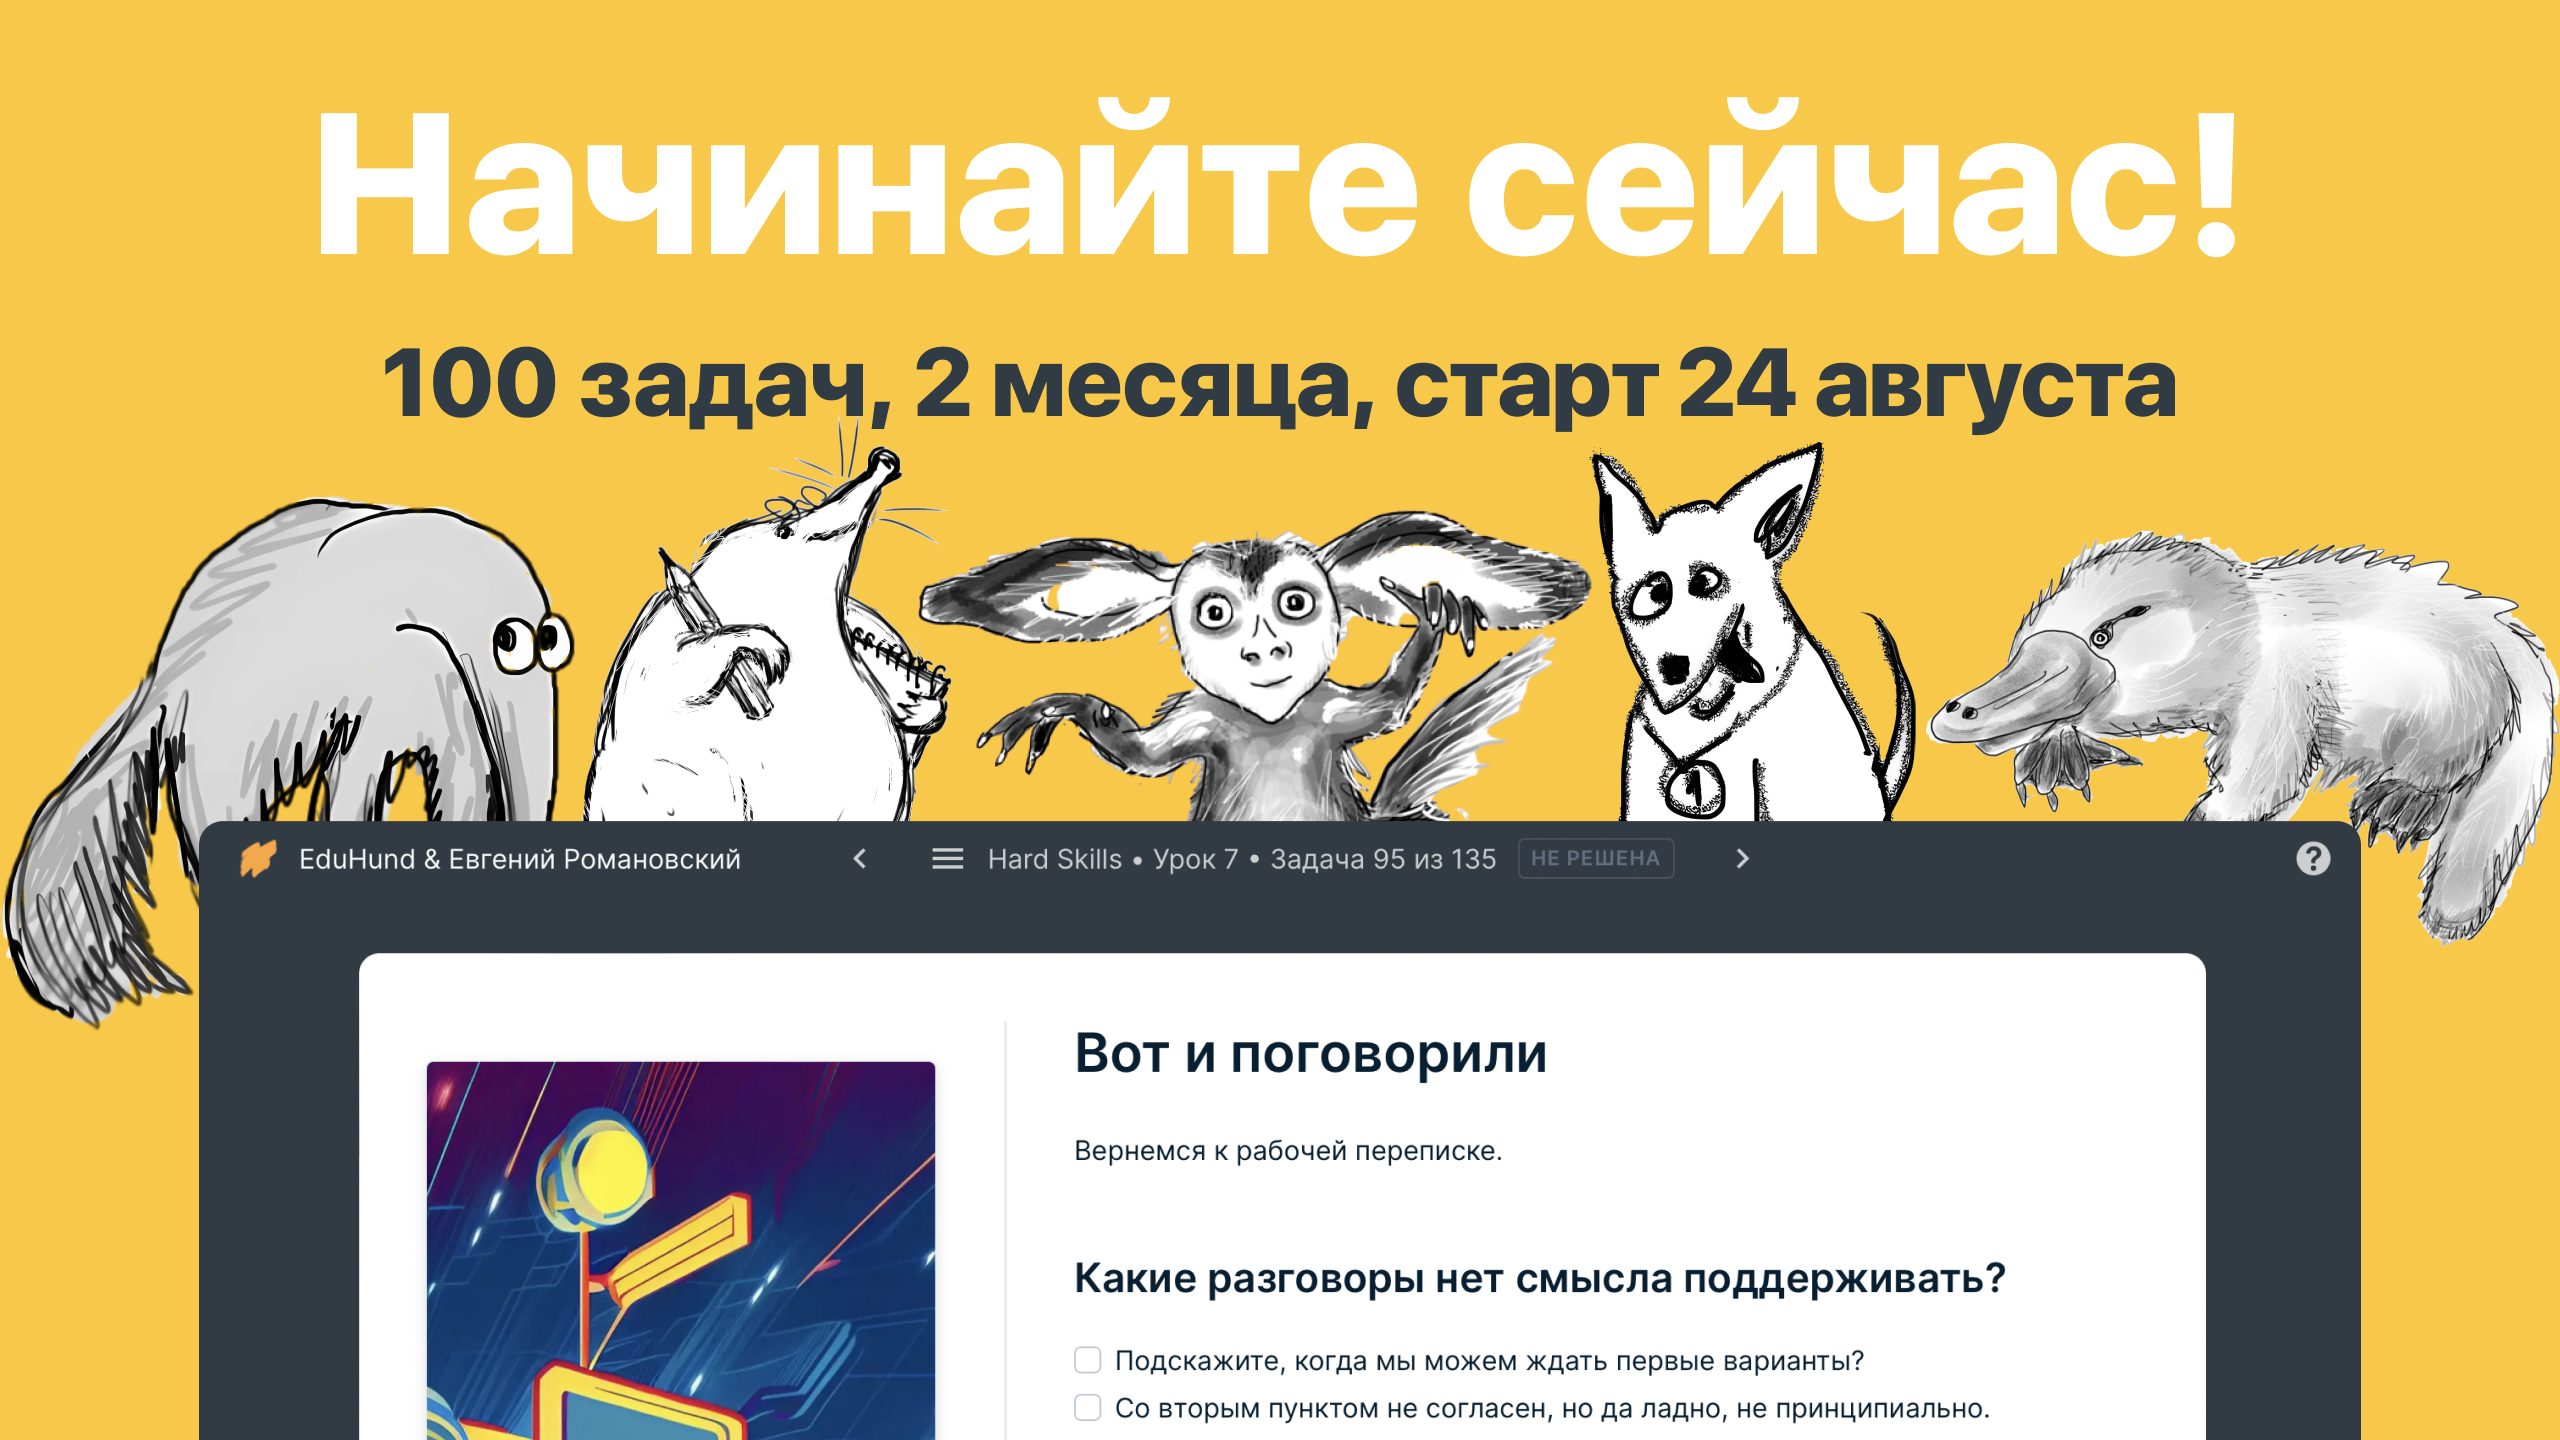 Начинайте сейчас!
100 задач, 2 месяца, старт 24 августа
EduHund & Евгений Романовский
Hard Skills • Урок 7 • Задача 95 из 135 НЕ РЕШЕНА
?
1
Вот и поговорили
Вернемся к рабочей переписке.
Какие разговоры нет смысла поддерживать?
Подскажите, когда мы можем ждать первые варианты?
Со вторым пунктом не согласен, но да ладно, не принципиально.